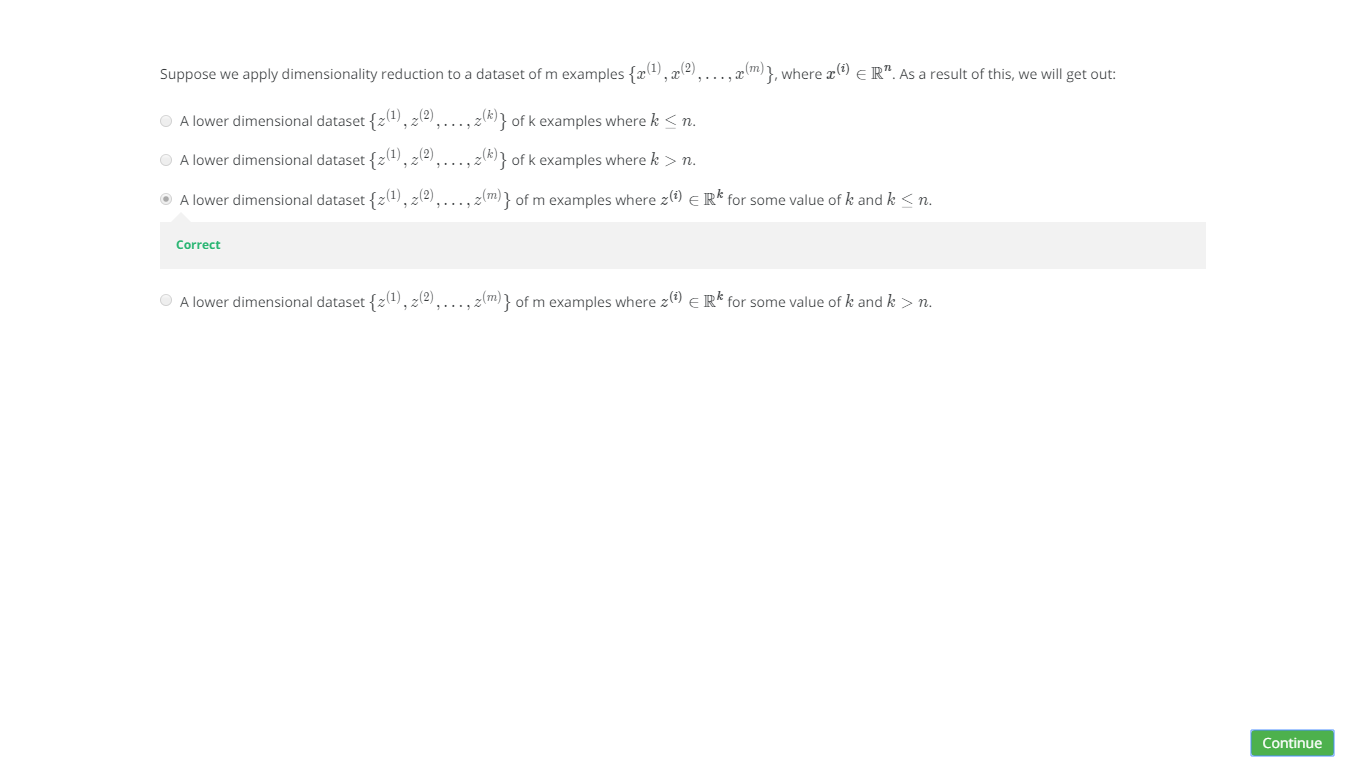 Suppose we apply dimensionality reduction to a dataset of m examples {x^(1), x^(2), . . . , x^(m)}, where x^(i) ∈ ℝ^n. As a result of this, we will get out:
A lower dimensional dataset {z^(1), z^(2), . . . , z^(k)} of k examples where k ≤ n.
A lower dimensional dataset {z^(1), z^(2), . . . , z^(k)} of k examples where k > n.
A lower dimensional dataset {z^(1), z^(2), . . . , z^(m)} of m examples where z^(i) ∈ ℝ^k for some value of k and k ≤ n.
Correct
A lower dimensional dataset {z^(1), z^(2), . . . , z^(m)} of m examples where z^(i) ∈ ℝ^k for some value of k and k > n.
Continue